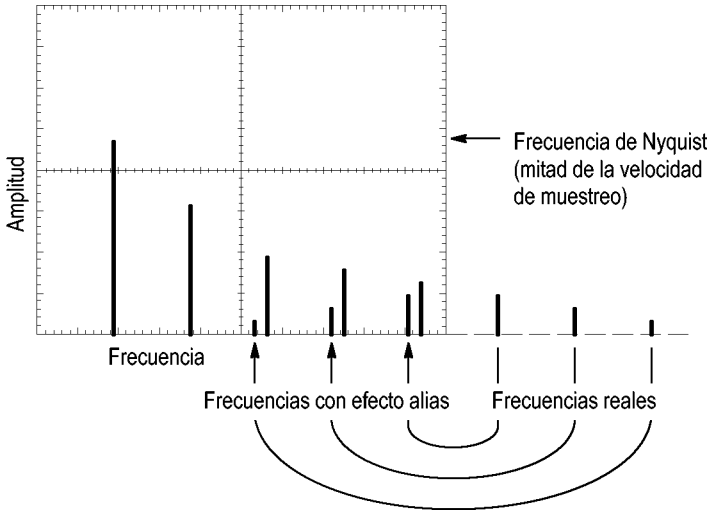 Amplitud
Frecuencia de Nyquist
(mitad de la velocidad
de muestreo)
Frecuencia
Frecuencias con efecto alias
Frecuencias reales